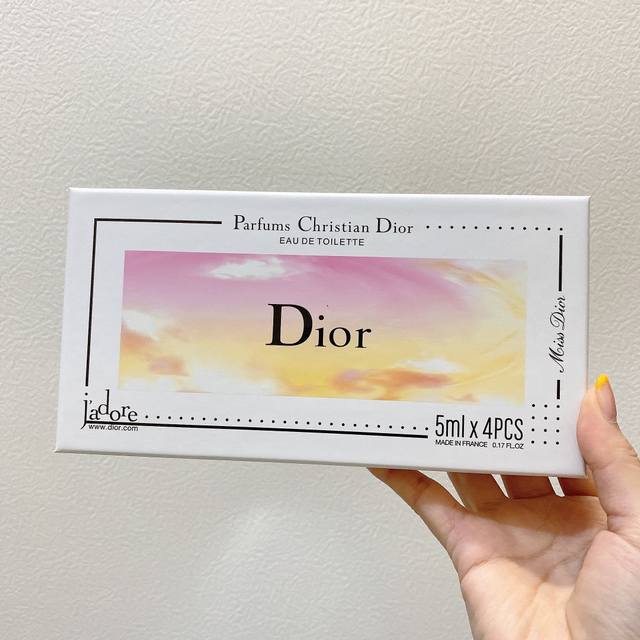 Parfums Christian Dior
EAU DE TOILETTE
Dior
Miss Dior
j'adore
www.dior.com
5ml x 4PCS
MADE IN FRANCE 0.17 FL.OZ